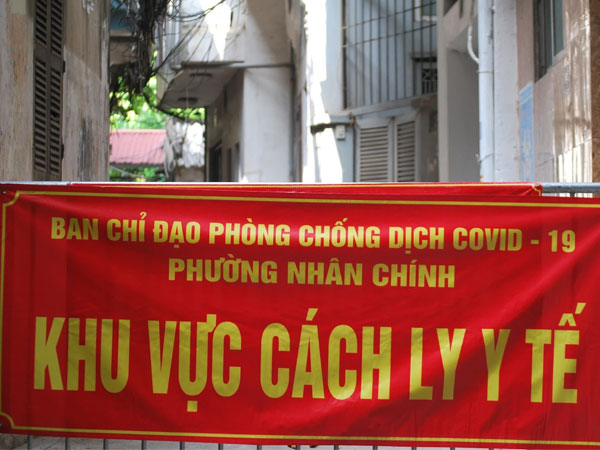 BAN CHỈ ĐẠO PHÒNG CHỐNG DỊCH COVID - 19
PHƯỜNG NHÂN CHÍNH
KHU VỰC CÁCH LY Y TẾ